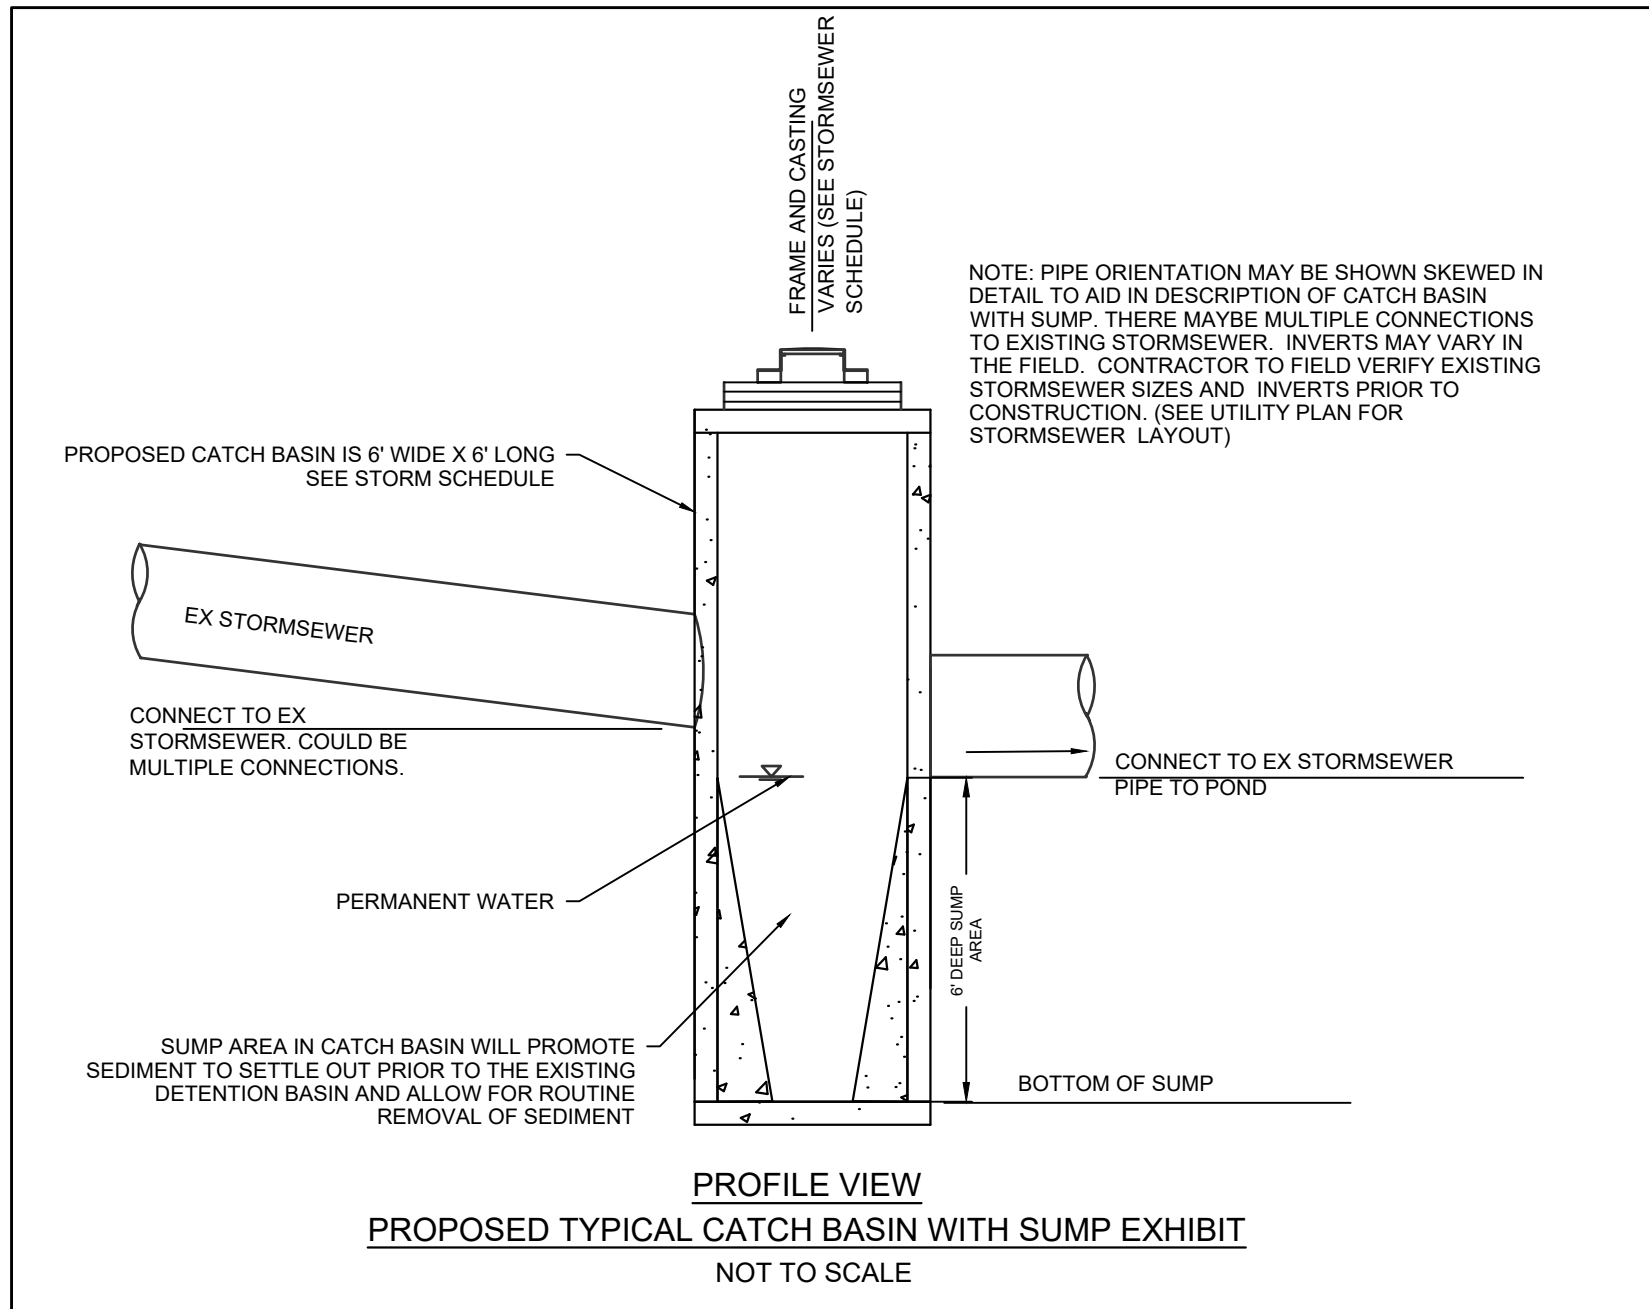 FRAME AND CASTING
VARIES (SEE STORMSEWER
SCHEDULE)
NOTE: PIPE ORIENTATION MAY BE SHOWN SKEWED IN
DETAIL TO AID IN DESCRIPTION OF CATCH BASIN
WITH SUMP. THERE MAYBE MULTIPLE CONNECTIONS
TO EXISTING STORMSEWER. INVERTS MAY VARY IN
THE FIELD. CONTRACTOR TO FIELD VERIFY EXISTING
STORMSEWER SIZES AND INVERTS PRIOR TO
CONSTRUCTION. (SEE UTILITY PLAN FOR
STORMSEWER LAYOUT)
PROPOSED CATCH BASIN IS 6' WIDE X 6' LONG
SEE STORM SCHEDULE
EX STORMSEWER
CONNECT TO EX
STORMSEWER. COULD BE
MULTIPLE CONNECTIONS.
CONNECT TO EX STORMSEWER
PIPE TO POND
PERMANENT WATER
6' DEEP SUMP
AREA
SUMP AREA IN CATCH BASIN WILL PROMOTE
SEDIMENT TO SETTLE OUT PRIOR TO THE EXISTING
DETENTION BASIN AND ALLOW FOR ROUTINE
REMOVAL OF SEDIMENT
BOTTOM OF SUMP
PROFILE VIEW
PROPOSED TYPICAL CATCH BASIN WITH SUMP EXHIBIT
NOT TO SCALE